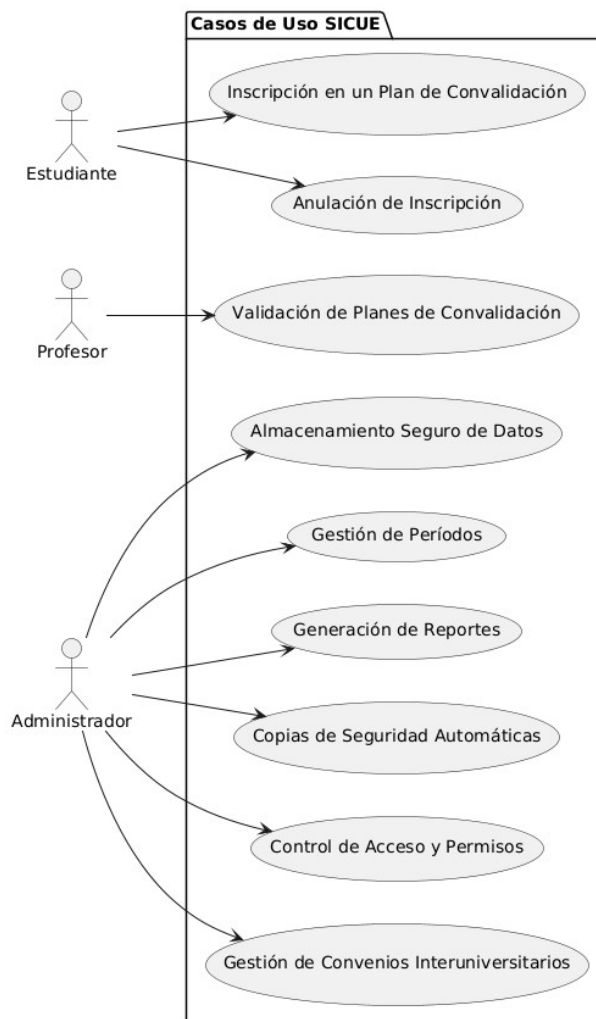 Casos de Uso SICUE
Inscripción en un Plan de Convalidación
Estudiante
Anulación de Inscripción
Validación de Planes de Convalidación
Profesor
Almacenamiento Seguro de Datos
Gestión de Períodos
Generación de Reportes
Administrador
Copias de Seguridad Automáticas
Control de Acceso y Permisos
Gestión de Convenios Interuniversitarios